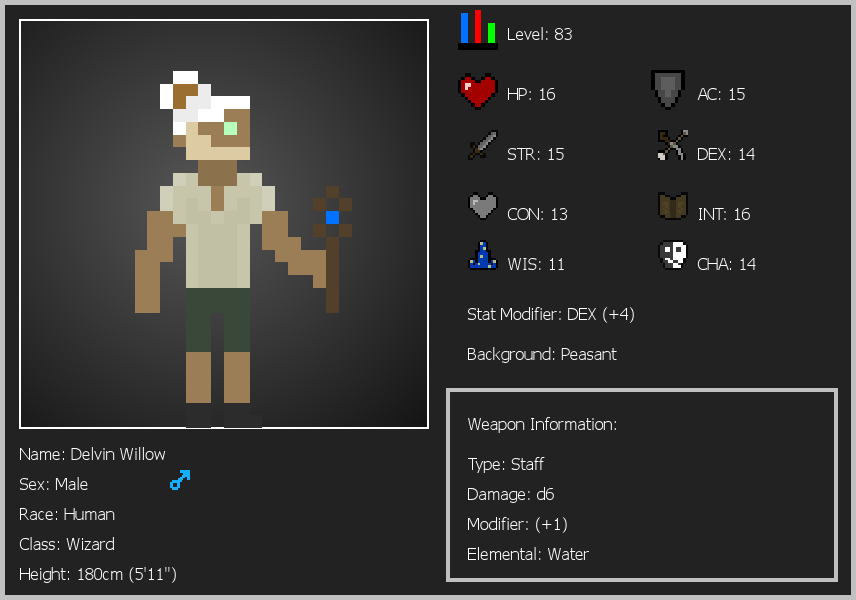 Level: 83
HP: 16
AC: 15
STR: 15
DEX: 14
CON: 13
INT: 16
WIS: 11
CHA: 14
Stat Modifier: DEX (+4)
Background: Peasant
Weapon Information:
Type: Staff
Damage: d6
Modifier: (+1)
Elemental: Water
Name: Delvin Willow
Sex: Male
Race: Human
Class: Wizard
Height: 180cm (5'11")